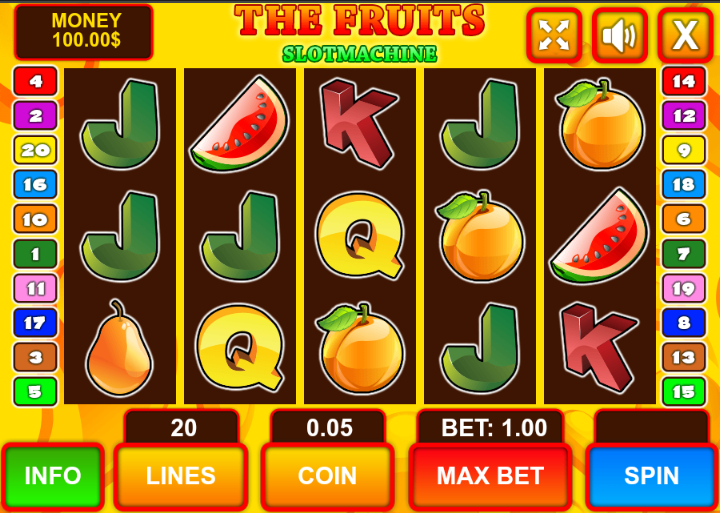 MONEY
100.00$
THE FRUITS
SLOTMACHINE
X
4 J K J 14
2 12
20 9
16 18
10 J J Q 6
1 7
11 19
17 8
3 Q J K 13
5 15
20 0.05 BET: 1.00
INFO LINES COIN MAX BET SPIN